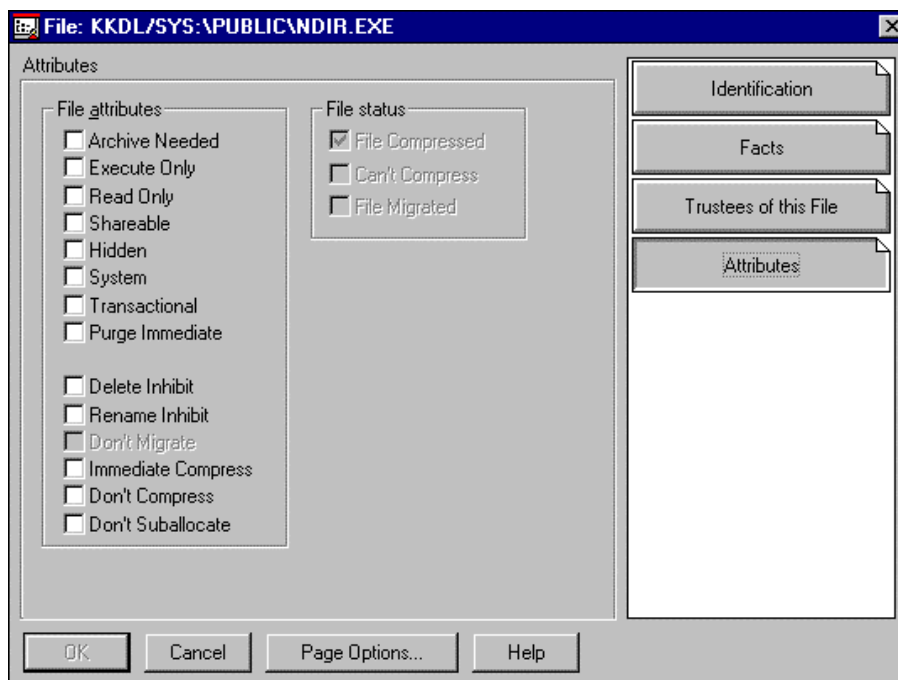 File: KKDL/SYS:\PUBLIC\NDIR.EXE
Attributes
File attributes
Archive Needed
Execute Only
Read Only
Shareable
Hidden
System
Transactional
Purge Immediate
Delete Inhibit
Rename Inhibit
Don't Migrate
Immediate Compress
Don't Compress
Don't Suballocate
File status
File Compressed
Can't Compress
File Migrated
Identification
Facts
Trustees of this File
Attributes
OK
Cancel
Page Options...
Help